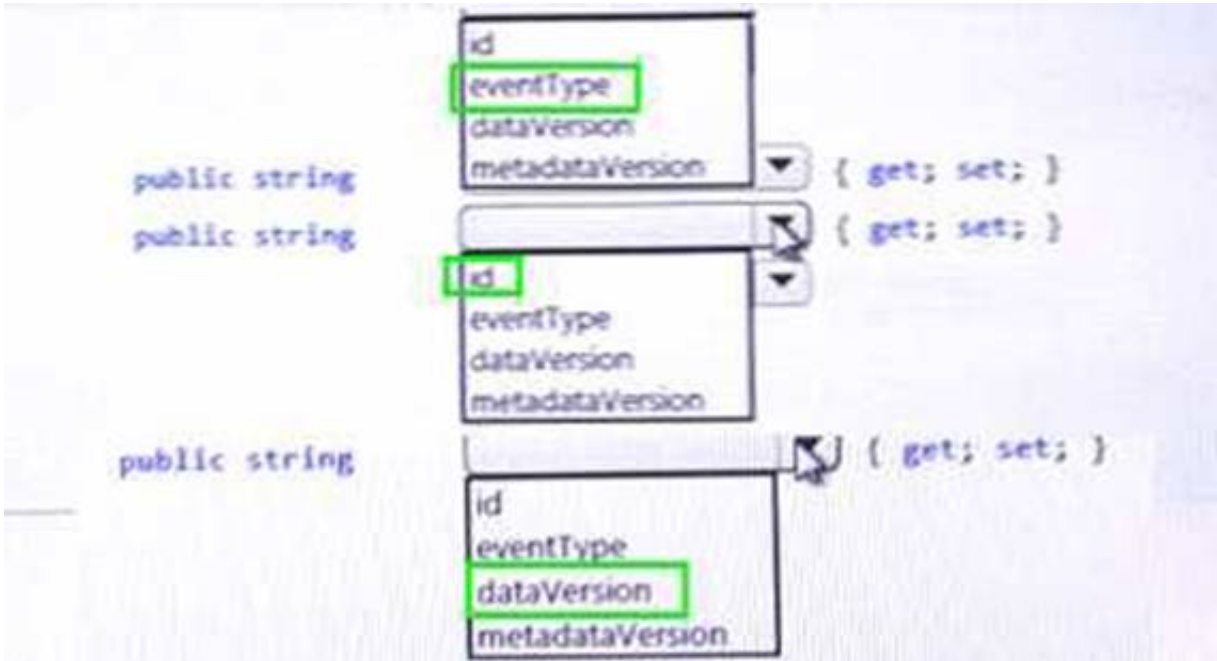 id
eventType
dataVersion
public string metadataVersion { get; set; }
public string { get; set; }
id
eventType
dataVersion
metadataVersion
public string { get; set; }
id
eventType
dataVersion
metadataVersion